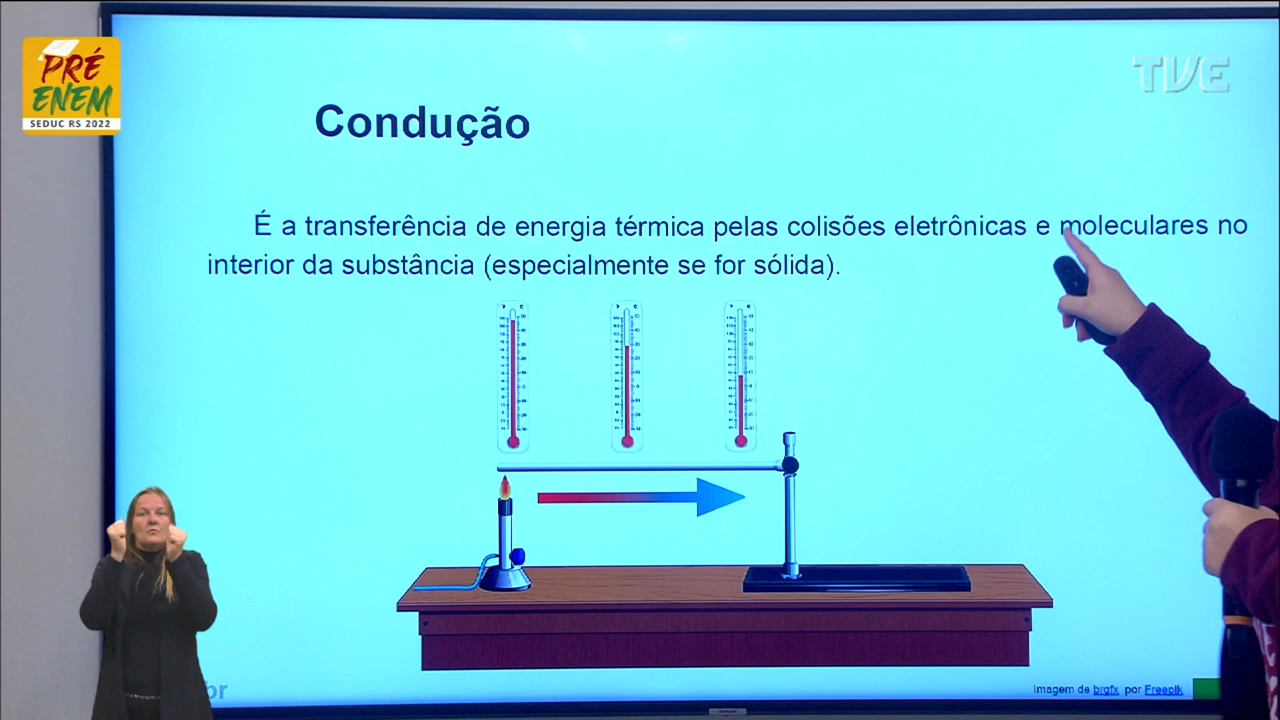 PRÉ
ENEM
SEDUC RS 2022
TVE
Condução
É a transferência de energia térmica pelas colisões eletrônicas e moleculares no
interior da substância (especialmente se for sólida).
br
Imagem de brgfx por Freepik